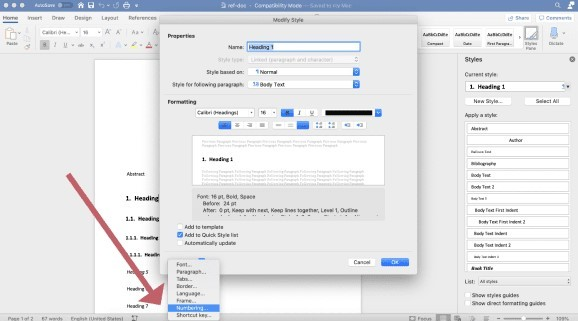 AutoSave
ref-doc - Compatibility Mode - Saved to my Mac
Home Draw Design Layout References
Share Comments
Paste
Calibri (He... 16
Modify Style
Properties
Name: Heading 1
Style type: Linked (paragraph and character)
Style based on: ¶ Normal
Style for following paragraph: Body Text
Formatting
Calibri (Headings) 16 B I U
1. Heading 1
Font: 16 pt, Bold, Space
Before: 24 pt
After: 0 pt, Keep with next, Keep lines together, Level 1, Outline
Add to template
Add to Quick Style list
Automatically update
Cancel OK
Font...
Paragraph...
Tabs...
Border...
Language...
Frame...
Numbering...
Shortcut key...
Abstract
1. Heading
1.1. Heading
1.1.1. Heading
1.1.1.1. Heading
Heading 5
Heading 7
AaBbCcDdEe AaBbCcDdEe AaBbCcDdEe
Compact Date First Paragra...
Styles
Pane
Styles
Current style:
1. Heading 1
New Style... Select All
Apply a style:
Abstract
Author
Balloon Text
Bibliography
Body Text
Body Text 2
Body Text 3
Body Text First Indent
Body Text First Indent 2
Body Text Indent
Body Text Indent 2
Body Text Indent 3
Book Title
List: All styles
Show styles guides
Show direct formatting guides
Page 1 of 2 67 words English (United States)
Focus
100%